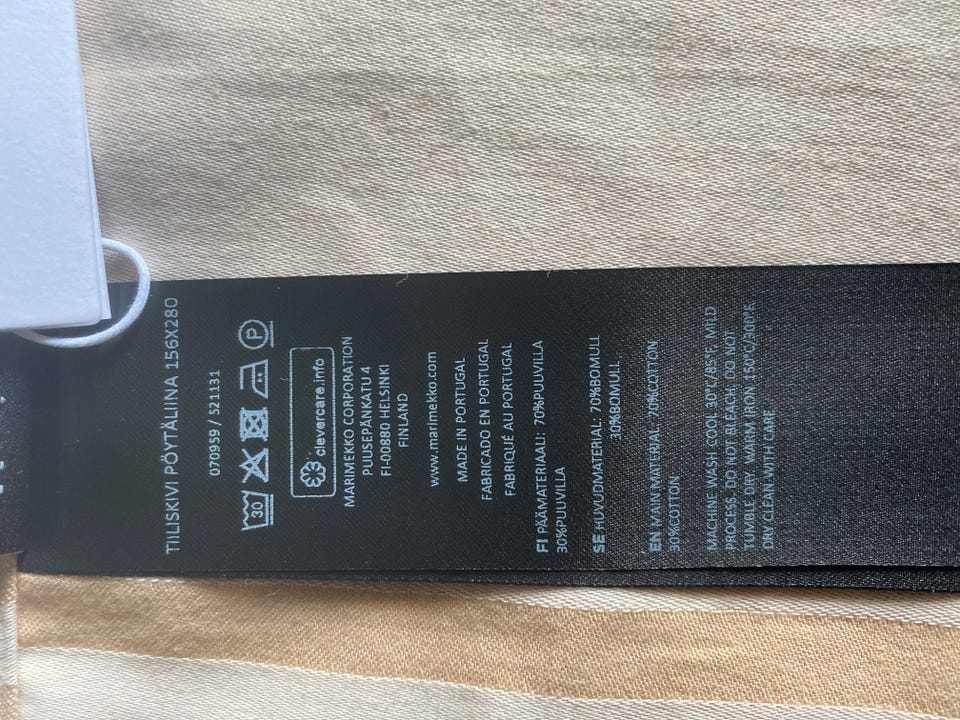 TIILISKIVI PÖYTÄLIINA 156X280
070959 / 521131
30
P
clevercare.info
MARIMEKKO CORPORATION
PUUSEPÄNKATU 4
FI-00880 HELSINKI
FINLAND
www.marimekko.com
MADE IN PORTUGAL
FABRICADO EN PORTUGAL
FABRIQUÉ AU PORTUGAL
FI PÄÄMATERIAALI: 70%PUUVILLA
30%PUUVILLA
SE HUVUDMATERIAL: 70%BOMULL
30%BOMULL
EN MAIN MATERIAL: 70%COTTON
30%COTTON
MACHINE WASH COOL 30°C/85°F. MILD
PROCESS. DO NOT BLEACH. DO NOT
TUMBLE DRY. WARM IRON 150°C/300°F.
DRY CLEAN WITH CARE